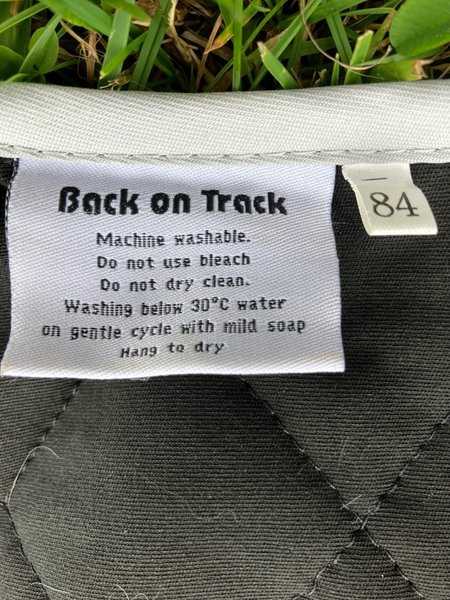 Back on Track
Machine washable.
Do not use bleach
Do not dry clean.
Washing below 30°C water
on gentle cycle with mild soap
Hang to dry
84